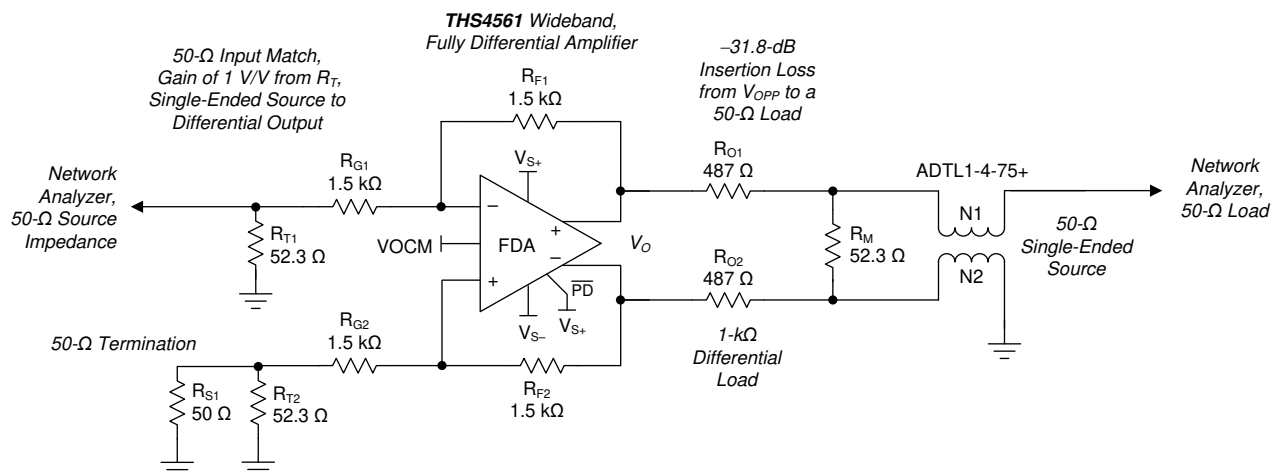 THS4561 Wideband,
Fully Differential Amplifier
50-Ω Input Match,
Gain of 1 V/V from RT,
Single-Ended Source to
Differential Output
–31.8-dB
Insertion Loss
from VOPP to a
50-Ω Load
RF1
1.5 kΩ
Network
Analyzer,
50-Ω Source
Impedance
RG1
1.5 kΩ
VS+
RO1
487 Ω
ADTL1-4-75+
Network
Analyzer,
50-Ω Load
RT1
52.3 Ω
VOCM
–
+
FDA
+
–
VO
PD
VS–
VS+
RM
52.3 Ω
N1
N2
50-Ω
Single-Ended
Source
RO2
487 Ω
50-Ω Termination
RG2
1.5 kΩ
1-kΩ
Differential
Load
RS1
50 Ω
RT2
52.3 Ω
RF2
1.5 kΩ